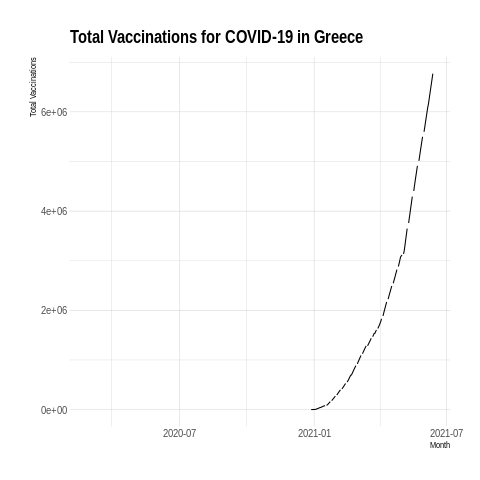 Total Vaccinations for COVID-19 in Greece
Total Vaccinations
6e+06
4e+06
2e+06
0e+00
2020-07
2021-01
2021-07
Month